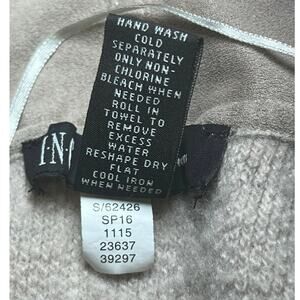 HAND WASH
COLD
SEPARATELY
ONLY NON-
CHLORINE
BLEACH WHEN
NEEDED
ROLL IN
TOWEL TO
REMOVE
EXCESS
WATER
RESHAPE DRY
FLAT
COOL IRON
WHEN NEEDED
S/62426
SP16
1115
23637
39297